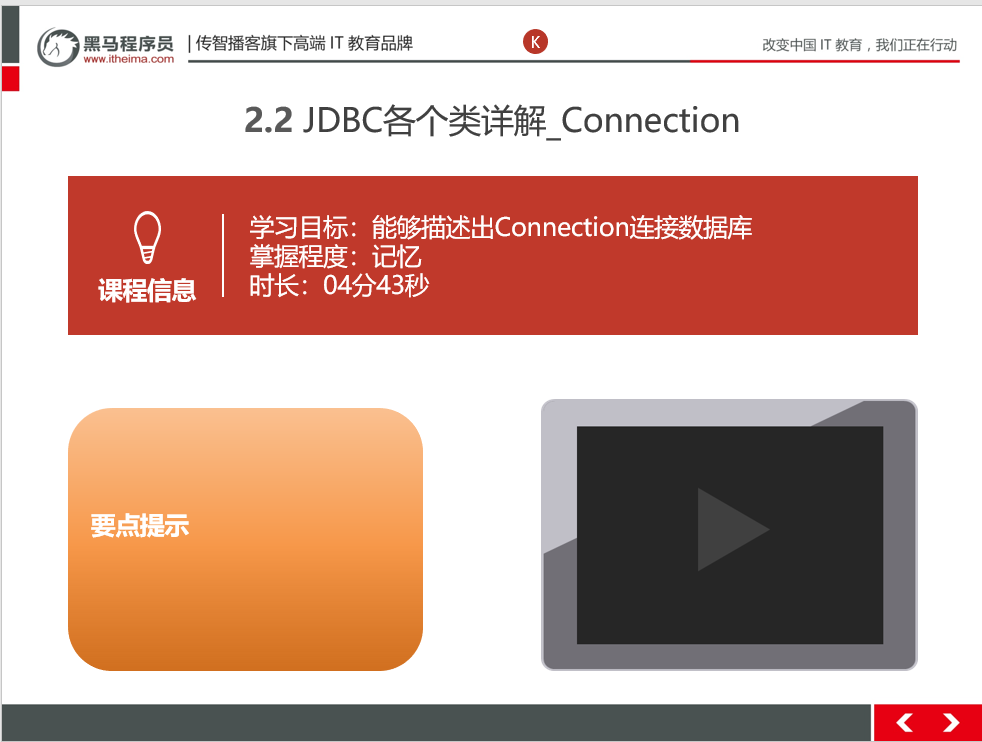 黑马程序员
www.itheima.com
传智播客旗下高端 IT 教育品牌
K
改变中国 IT 教育，我们正在行动
2.2 JDBC各个类详解_Connection
学习目标：能够描述出Connection连接数据库
掌握程度：记忆
时长：04分43秒
课程信息
要点提示